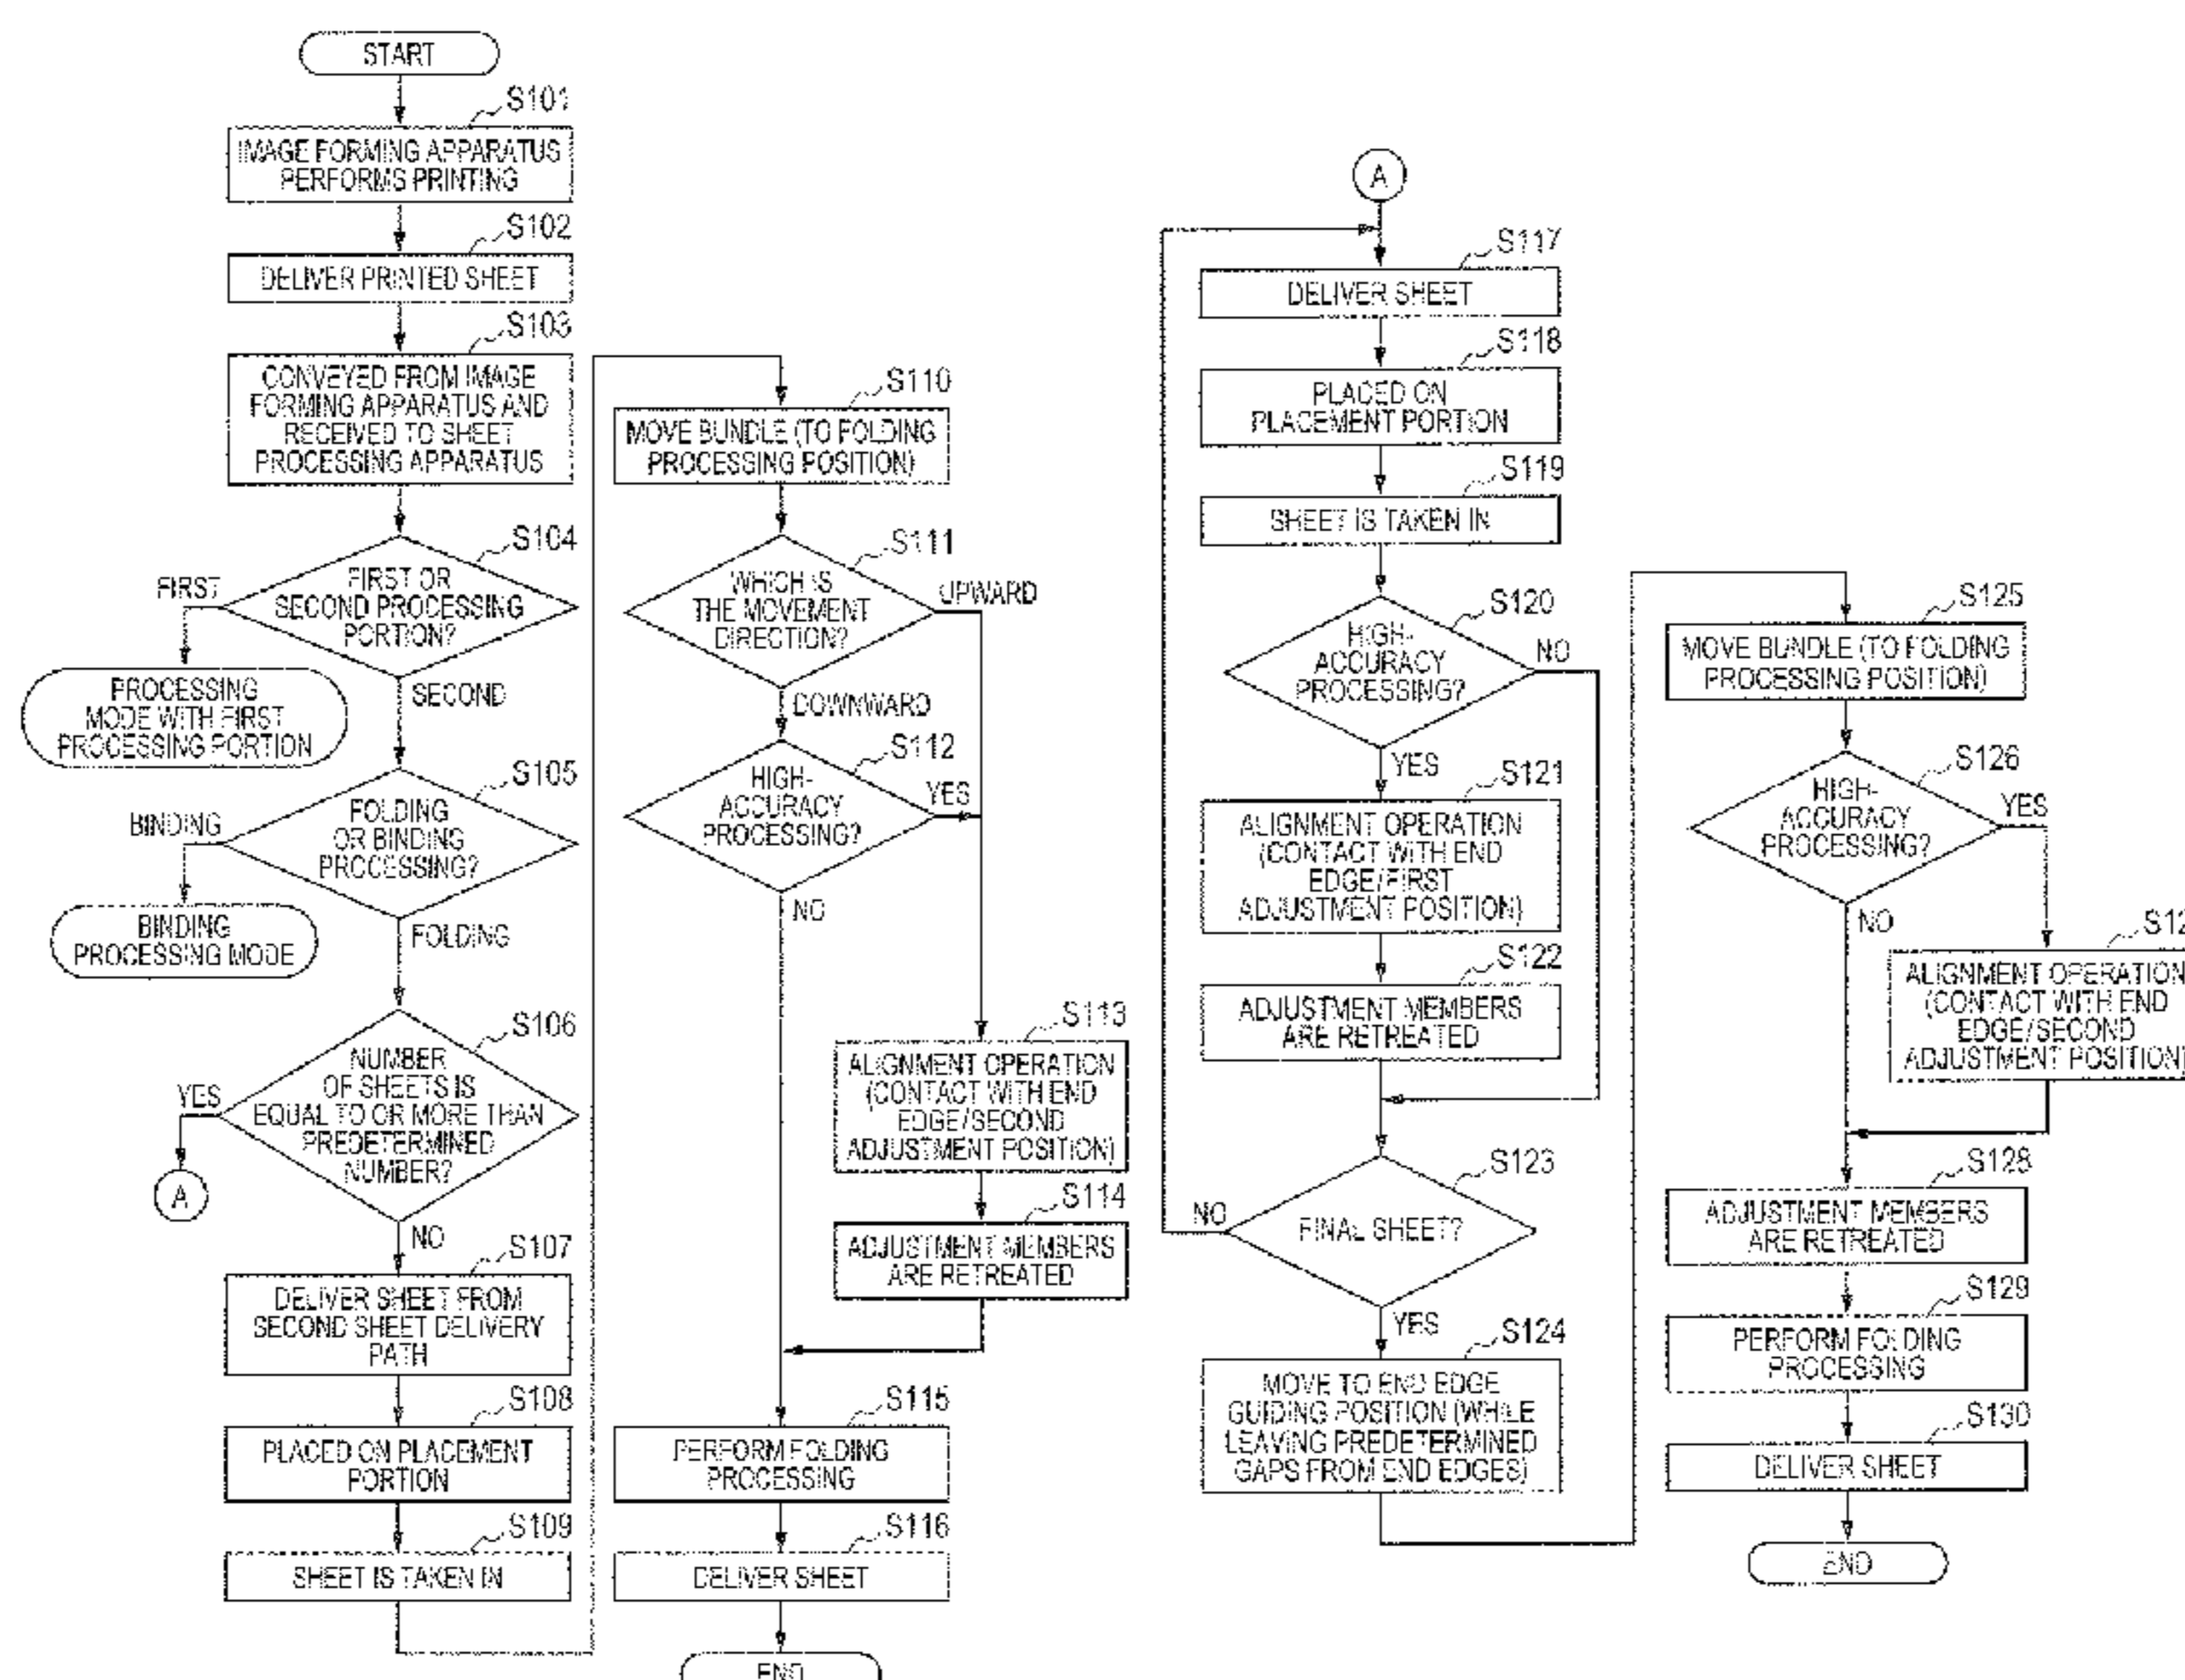 START
S101
IMAGE FORMING APPARATUS
PERFORMS PRINTING
S102
DELIVER PRINTED SHEET
S103
CONVEYED FROM IMAGE
FORMING APPARATUS AND
RECEIVED TO SHEET
PROCESSING APPARATUS
S104
FIRST OR
SECOND PROCESSING
PORTION?
FIRST
PROCESSING
MODE WITH FIRST
PROCESSING PORTION
SECOND
S105
FOLDING
OR BINDING
PROCESSING?
BINDING
BINDING
PROCESSING MODE
FOLDING
S106
NUMBER
OF SHEETS IS
EQUAL TO OR MORE THAN
PREDETERMINED
NUMBER?
YES
A
NO
S107
DELIVER SHEET FROM
SECOND SHEET DELIVERY
PATH
S108
PLACED ON PLACEMENT
PORTION
S109
SHEET IS TAKEN IN
S110
MOVE BUNDLE (TO FOLDING
PROCESSING POSITION)
S111
WHICH IS
THE MOVEMENT
DIRECTION?
UPWARD
DOWNWARD
S112
HIGH-
ACCURACY
PROCESSING?
YES
NO
S113
ALIGNMENT OPERATION
(CONTACT WITH END
EDGE/SECOND
ADJUSTMENT POSITION)
S114
ADJUSTMENT MEMBERS
ARE RETREATED
S115
PERFORM FOLDING
PROCESSING
S116
DELIVER SHEET
END
A
S117
DELIVER SHEET
S118
PLACED ON
PLACEMENT PORTION
S119
SHEET IS TAKEN IN
S120
HIGH-
ACCURACY
PROCESSING?
NO
YES
S121
ALIGNMENT OPERATION
(CONTACT WITH END
EDGE/FIRST
ADJUSTMENT POSITION)
S122
ADJUSTMENT MEMBERS
ARE RETREATED
S123
FINAL SHEET?
NO
YES
S124
MOVE TO END EDGE
GUIDING POSITION (WHILE
LEAVING PREDETERMINED
GAPS FROM END EDGES)
S125
MOVE BUNDLE (TO FOLDING
PROCESSING POSITION)
S126
HIGH-
ACCURACY
PROCESSING?
YES
NO
ALIGNMENT OPERATION
(CONTACT WITH END
EDGE/SECOND
ADJUSTMENT POSITION)
S128
ADJUSTMENT MEMBERS
ARE RETREATED
S129
PERFORM FOLDING
PROCESSING
S130
DELIVER SHEET
END